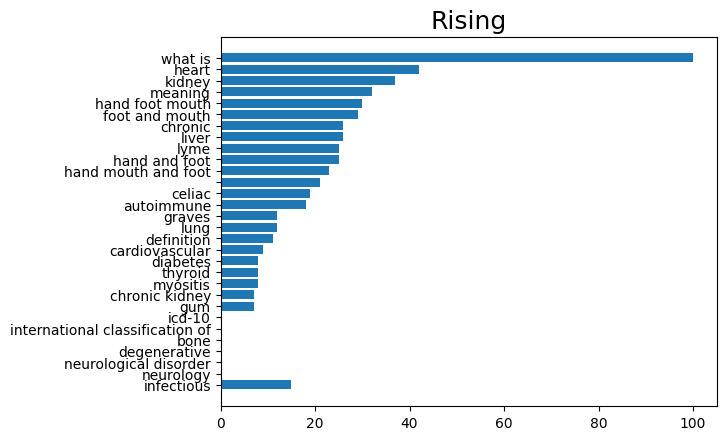 Rising
what is
heart
kidney
meaning
hand foot mouth
foot and mouth
chronic
liver
lyme
hand and foot
hand mouth and foot
celiac
autoimmune
graves
lung
definition
cardiovascular
diabetes
thyroid
myositis
chronic kidney
gum
icd-10
international classification of
bone
degenerative
neurological disorder
neurology
infectious
0 20 40 60 80 100